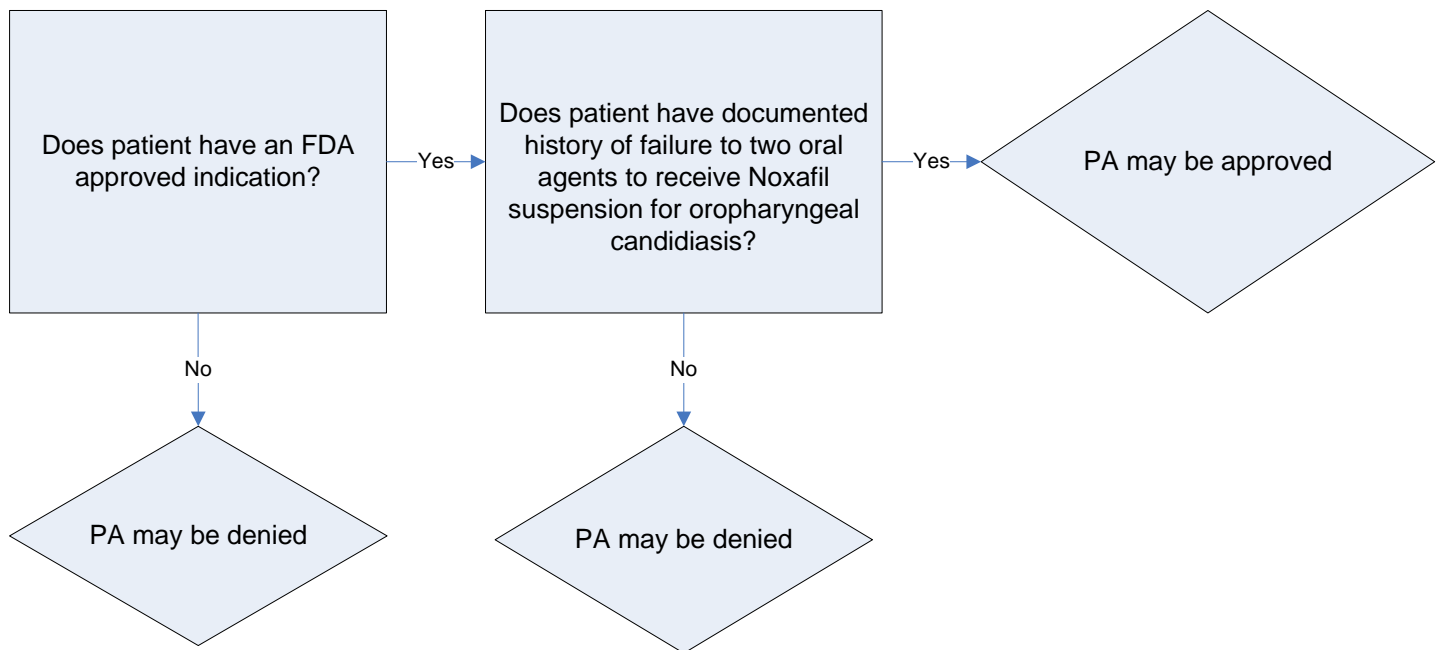 Does patient have an FDA
approved indication?
Yes
Does patient have documented
history of failure to two oral
agents to receive Noxafil
suspension for oropharyngeal
candidiasis?
Yes
PA may be approved
No
No
PA may be denied
PA may be denied